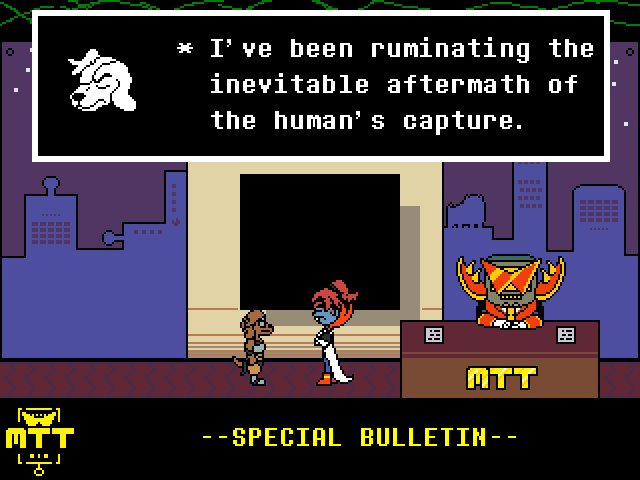 * I've been ruminating the
inevitable aftermath of
the human's capture.
MTT
MTT
--SPECIAL BULLETIN--